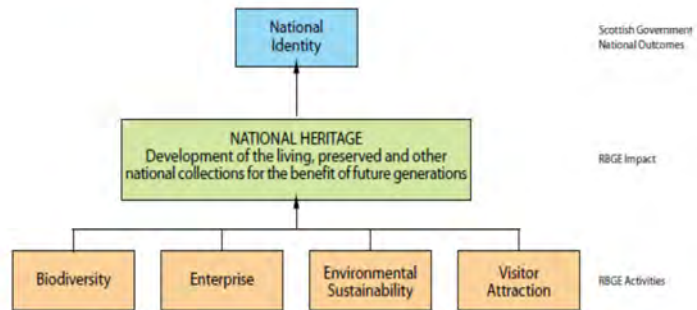 National
Identity
Scottish Government
National Outcomes
NATIONAL HERITAGE
Development of the living, preserved and other
national collections for the benefit of future generations
RBGE Impact
Biodiversity
Enterprise
Environmental
Sustainability
Visitor
Attraction
RBGE Activities